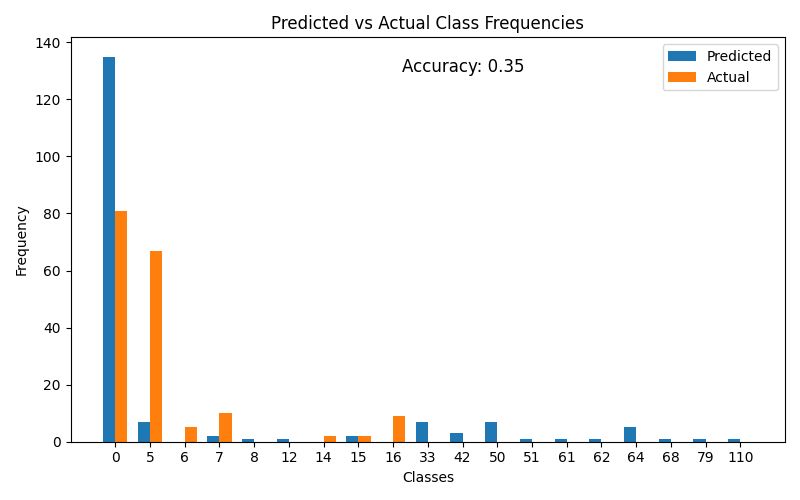 Predicted vs Actual Class Frequencies
Accuracy: 0.35
Predicted
Actual
140
120
100
80
60
40
20
0
Frequency
0 5 6 7 8 12 14 15 16 33 42 50 51 61 62 64 68 79 110
Classes